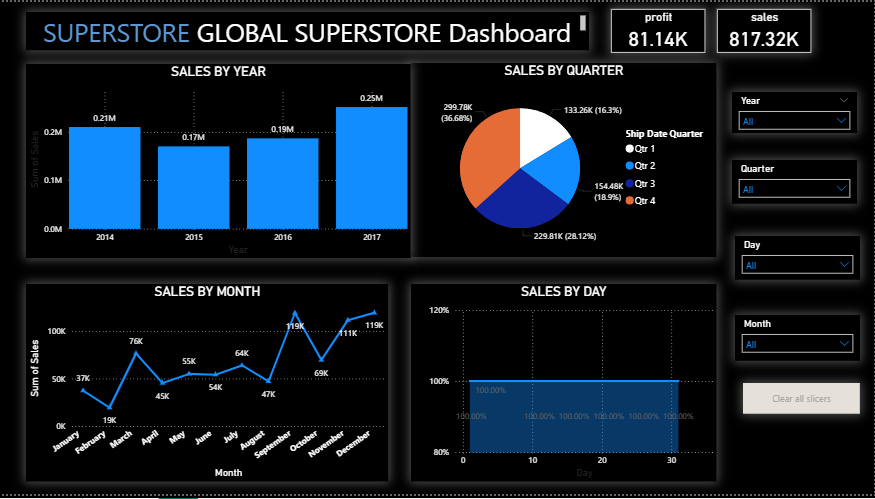 SUPERSTORE GLOBAL SUPERSTORE Dashboard
profit
81.14K
sales
817.32K
SALES BY YEAR
Sum of Sales
0.2M
0.1M
0.0M
0.21M
0.17M
0.19M
0.25M
2014
2015
2016
2017
Year
SALES BY QUARTER
299.78K
(36.68%)
133.26K (16.3%)
154.48K
(18.9%)
229.81K (28.12%)
Ship Date Quarter
Qtr 1
Qtr 2
Qtr 3
Qtr 4
Year
All
Quarter
All
Day
All
Month
All
Clear all slicers
SALES BY MONTH
Sum of Sales
100K
50K
0K
37K
19K
76K
45K
55K
54K
64K
47K
119K
69K
111K
119K
January
February
March
April
May
June
July
August
September
October
November
December
Month
SALES BY DAY
120%
100%
80%
100.00%
100.00%
100.00%
100.00%
100.00%
100.00%
100.00%
0
10
20
30
Day